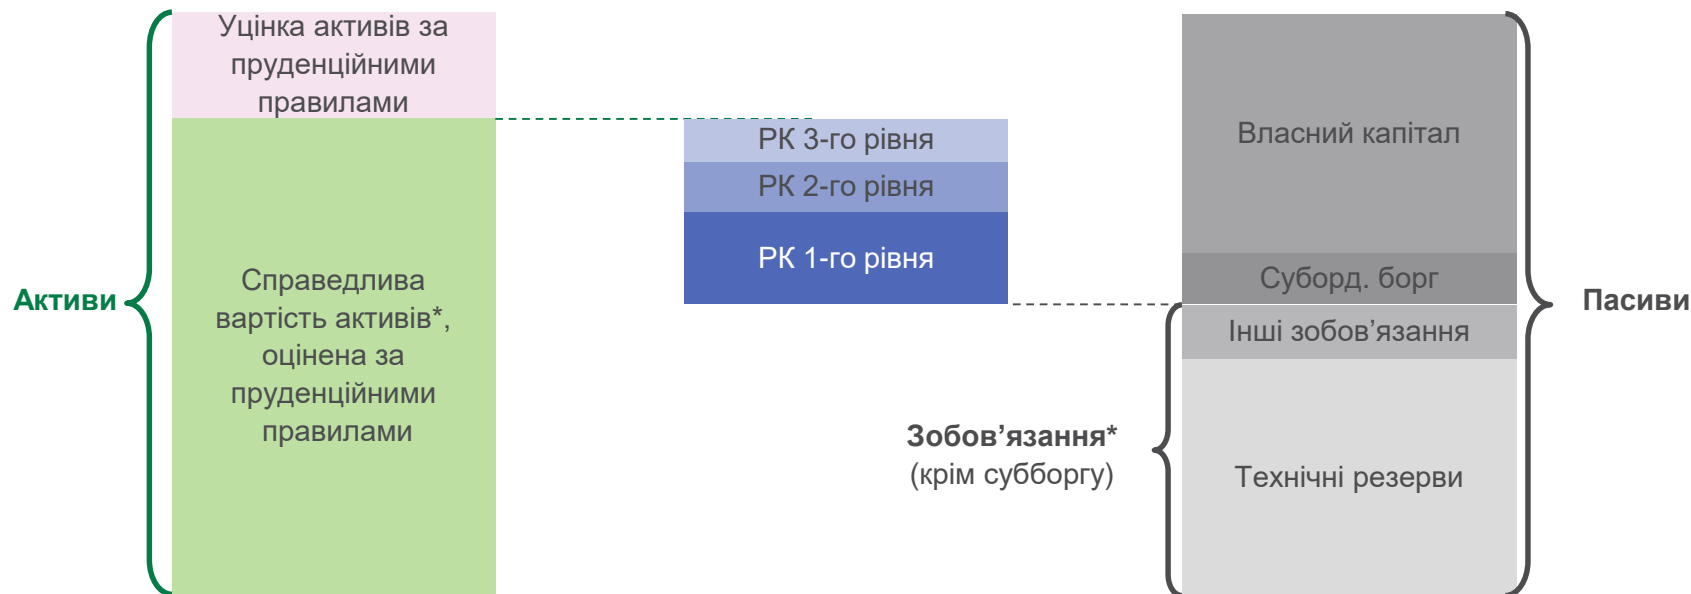 Уцінка активів за
пруденційними
правилами
Активи
Справедлива
вартість активів*,
оцінена за
пруденційними
правилами
РК 3-го рівня
РК 2-го рівня
РК 1-го рівня
Зобов’язання*
(крім субборгу)
Власний капітал
Суборд. борг
Інші зобов’язання
Технічні резерви
Пасиви